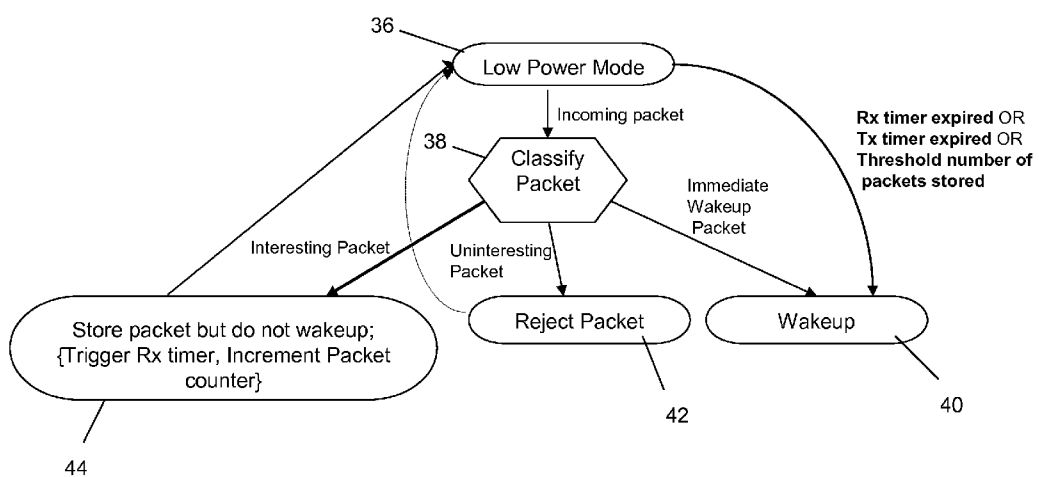 36
Low Power Mode
Incoming packet
Rx timer expired OR
Tx timer expired OR
Threshold number of
packets stored
38
Classify
Packet
Immediate
Wakeup
Packet
Interesting Packet
Uninteresting
Packet
Store packet but do not wakeup;
{Trigger Rx timer, Increment Packet
counter}
Reject Packet
Wakeup
42
40
44